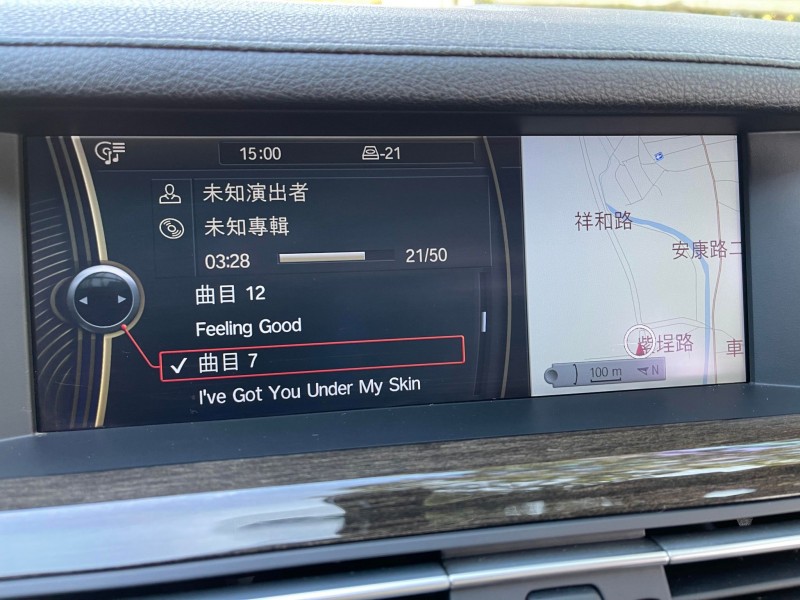 15:00
-21
未知演出者
未知專輯
03:28
21/50
曲目 12
Feeling Good
曲目 7
I've Got You Under My Skin
祥和路
安康路二
紫埕路
車
100 m
N